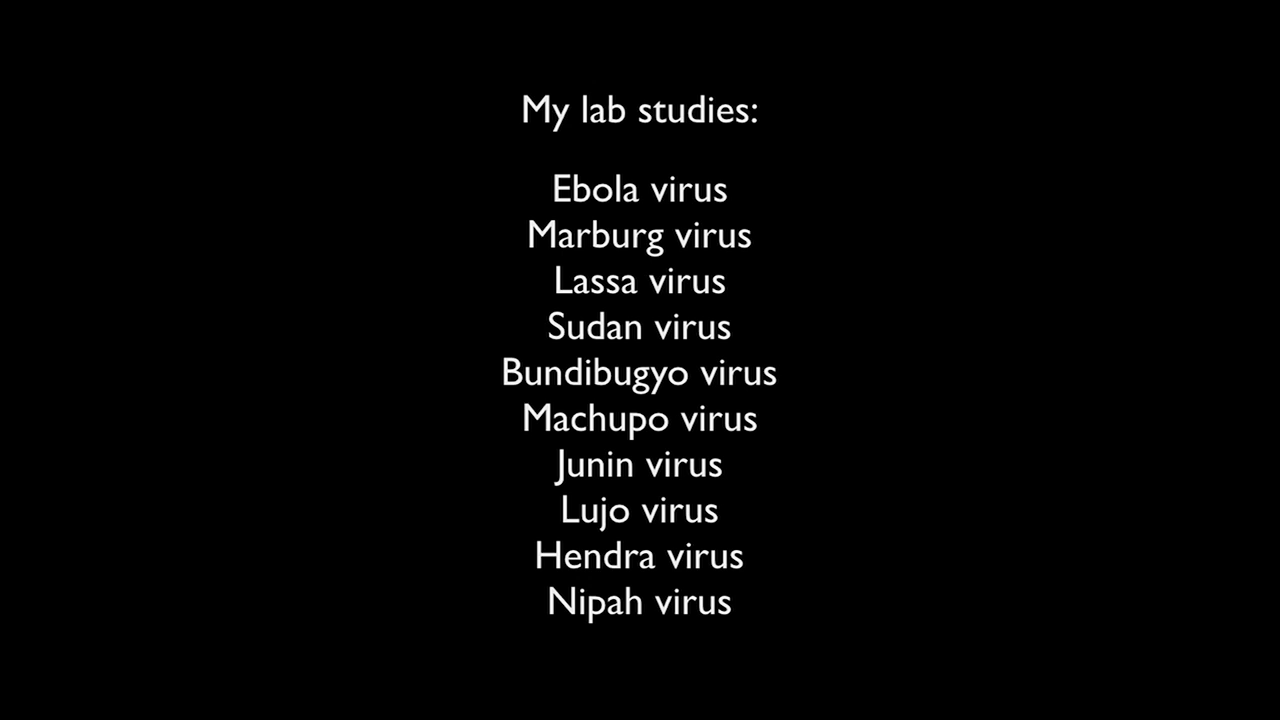 My lab studies:
Ebola virus
Marburg virus
Lassa virus
Sudan virus
Bundibugyo virus
Machupo virus
Junin virus
Lujo virus
Hendra virus
Nipah virus